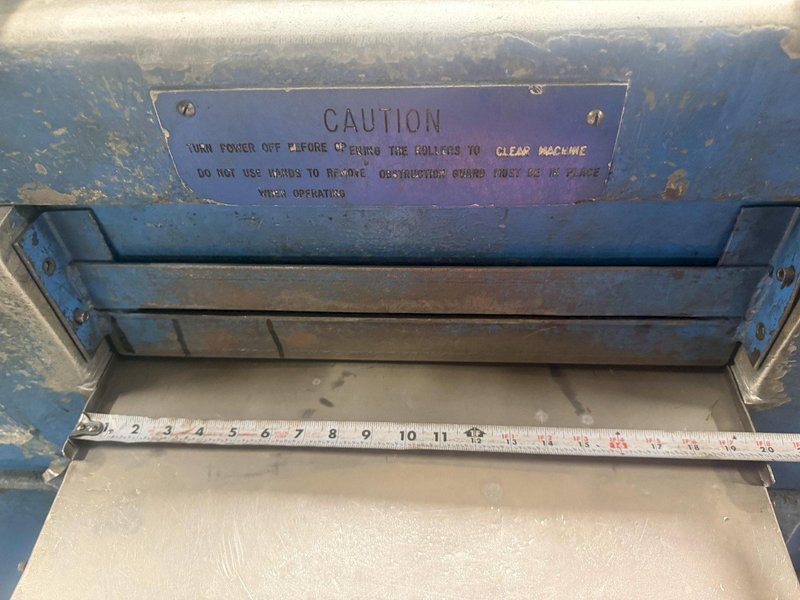 CAUTION
TURN POWER OFF BEFORE OPENING THE ROLLERS TO CLEAR MACHINE
DO NOT USE HANDS TO REMOVE OBSTRUCTION GUARD MUST BE IN PLACE
WHEN OPERATING
1 2 3 4 5 6 7 8 9 10 11 12 13 14 15 16 17 18 19 20